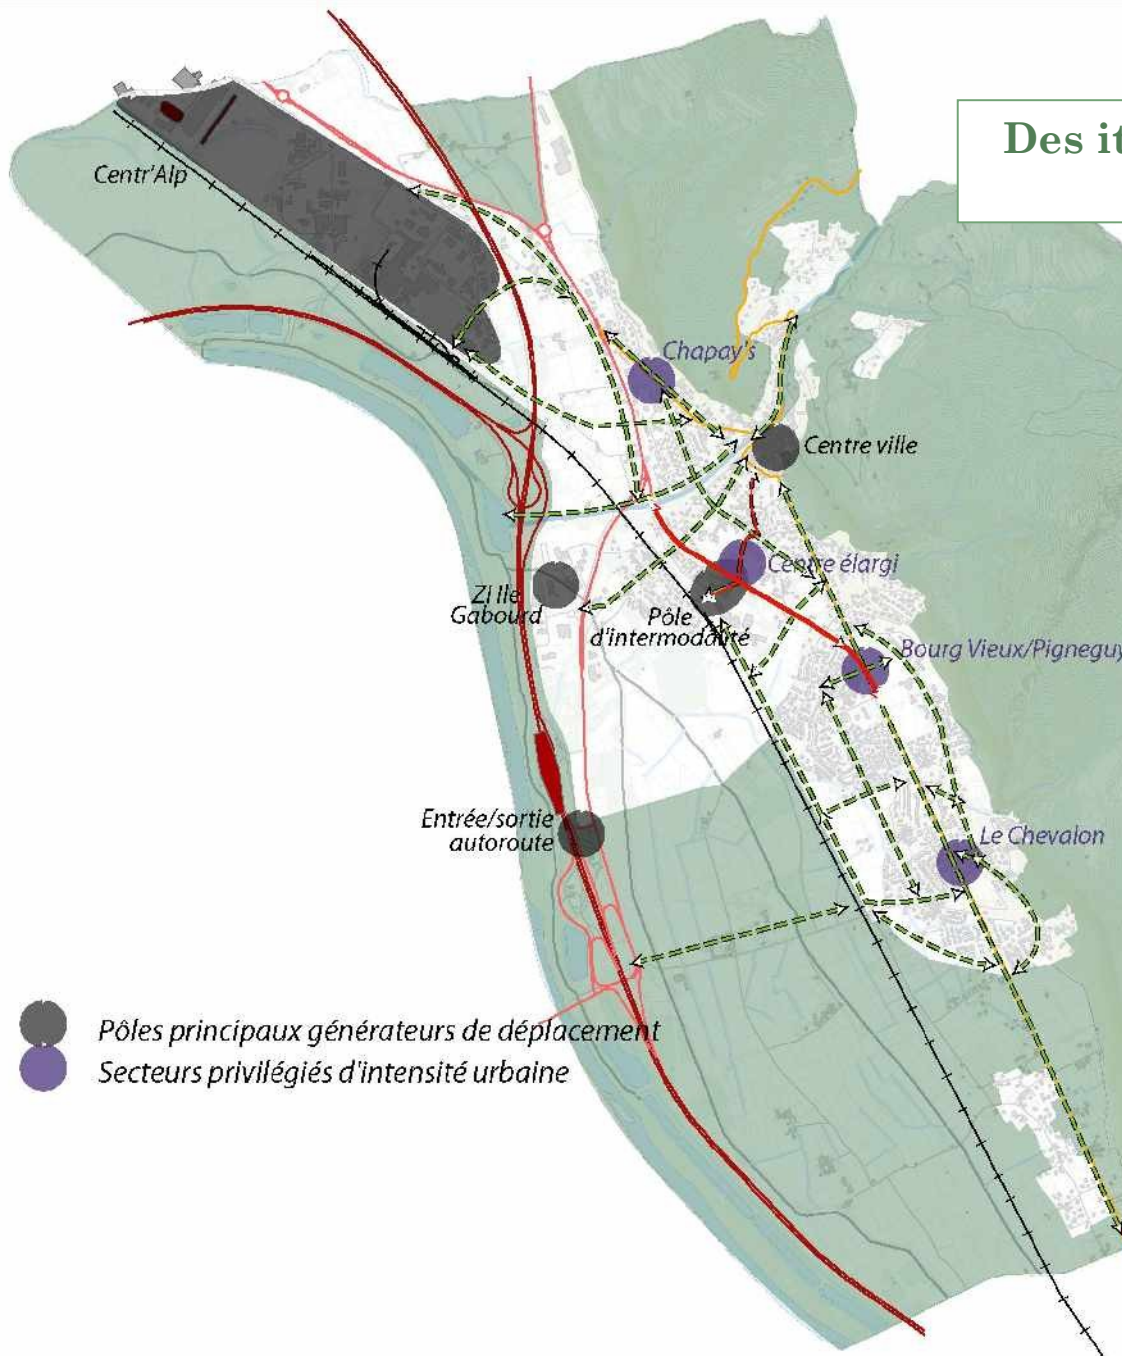 Des it
Centr'Alp
Chapay's
Centre ville
Centre élargi
Zi Ile
Gabourd
Pôle
d'intermodalité
Bourg Vieux/Pigneguy
Entrée/sortie
autoroute
Le Chevalon
Pôles principaux générateurs de déplacement
Secteurs privilégiés d'intensité urbaine